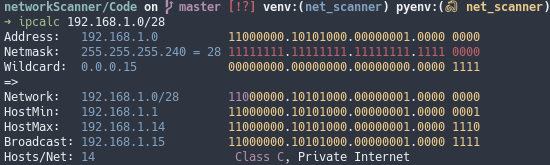 networkScanner/Code on master [!?] venv:(net_scanner) pyenv:( net_scanner)
➜ ipcalc 192.168.1.0/28
Address:   192.168.1.0          11000000.10101000.00000001.0000 0000
Netmask:   255.255.255.240 = 28 11111111.11111111.11111111.1111 0000
Wildcard:  0.0.0.15             00000000.00000000.00000000.0000 1111
=>
Network:   192.168.1.0/28       11000000.10101000.00000001.0000 0000
HostMin:   192.168.1.1          11000000.10101000.00000001.0000 0001
HostMax:   192.168.1.14         11000000.10101000.00000001.0000 1110
Broadcast: 192.168.1.15         11000000.10101000.00000001.0000 1111
Hosts/Net: 14                    Class C, Private Internet